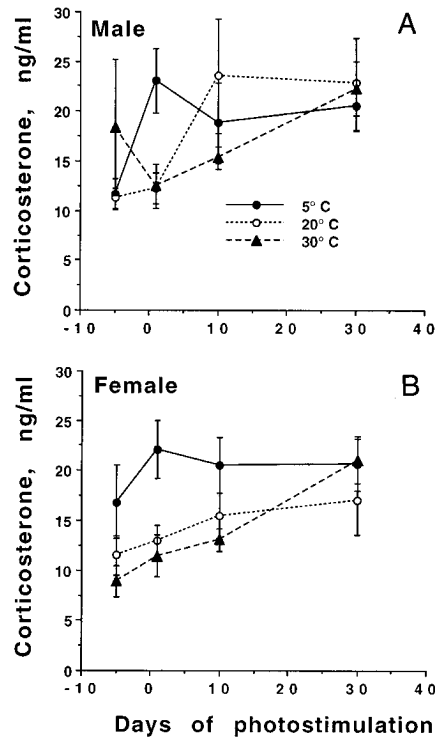 Male
A
Corticosterone, ng/ml
30
25
20
15
10
5
0
5° C
20° C
30° C
-10 0 10 20 30 40
Female
B
Corticosterone, ng/ml
30
25
20
15
10
5
0
-10 0 10 20 30 40
Days of photostimulation